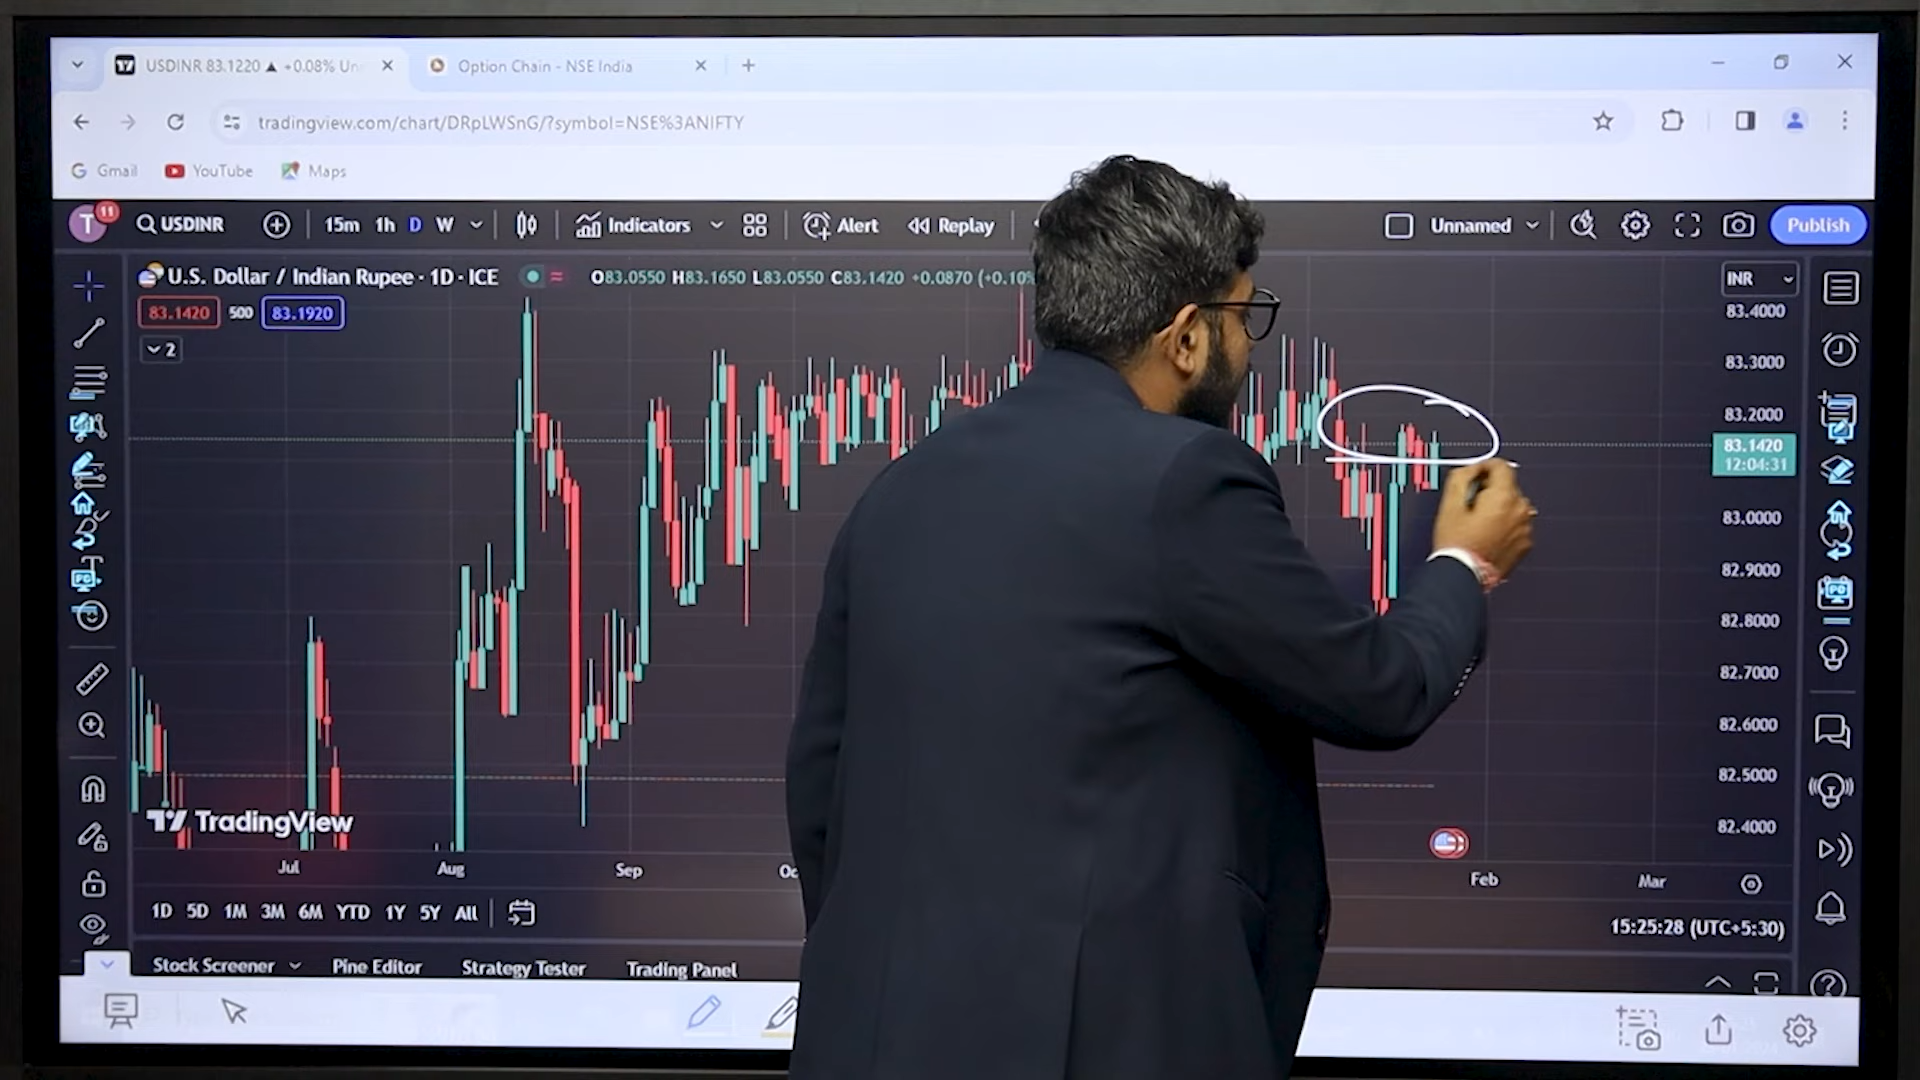 USDINR 83.1220 ▲ +0.08% Un
Option Chain - NSE India
tradingview.com/chart/DRpLWSnG/?symbol=NSE%3ANIFTY
Gmail YouTube Maps
T 11 USDINR 15m 1h D W Indicators Alert Replay Unnamed Publish
U.S. Dollar / Indian Rupee · 1D · ICE O83.0550 H83.1650 L83.0550 C83.1420 +0.0870 (+0.10% INR
83.1420 500 83.1920
2
83.4000
83.3000
83.2000
83.1420
12:04:31
83.0000
82.9000
82.8000
82.7000
82.6000
82.5000
82.4000
TradingView
Jul Aug Sep Oc Feb Mar
1D 5D 1M 3M 6M YTD 1Y 5Y All 15:25:28 (UTC+5:30)
Stock Screener Pine Editor Strategy Tester Trading Panel